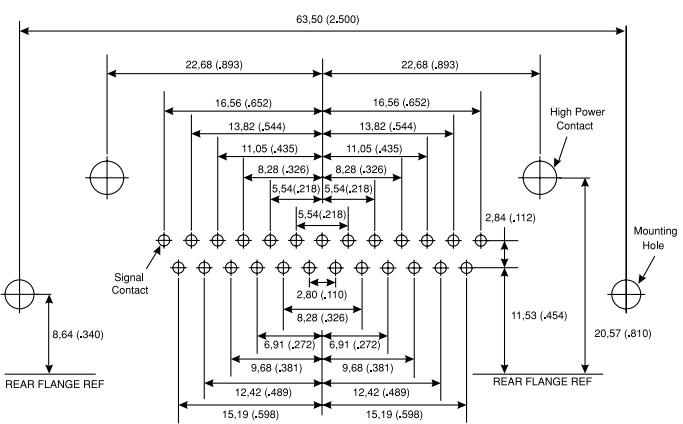 63,50 (2.500)
22,68 (.893) 22,68 (.893)
16,56 (.652) 16,56 (.652)
13,82 (.544) 13,82 (.544)
High Power
Contact
11,05 (.435) 11,05 (.435)
8,28 (.326) 8,28 (.326)
5,54(.218) 5,54(.218)
5,54(.218)
2,84 (.112)
Mounting
Hole
Signal
Contact
2,80 (.110)
8,28 (.326)
11,53 (.454)
8,64 (.340)
6,91 (.272) 6,91 (.272)
20,57 (.810)
9,68 (.381) 9,68 (.381)
REAR FLANGE REF REAR FLANGE REF
12,42 (.489) 12,42 (.489)
15,19 (.598) 15,19 (.598)